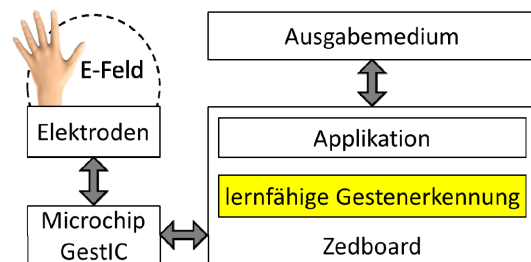 E-Feld
Elektroden
Microchip
GestIC
Ausgabemedium
Applikation
lernfähige Gestenerkennung
Zedboard